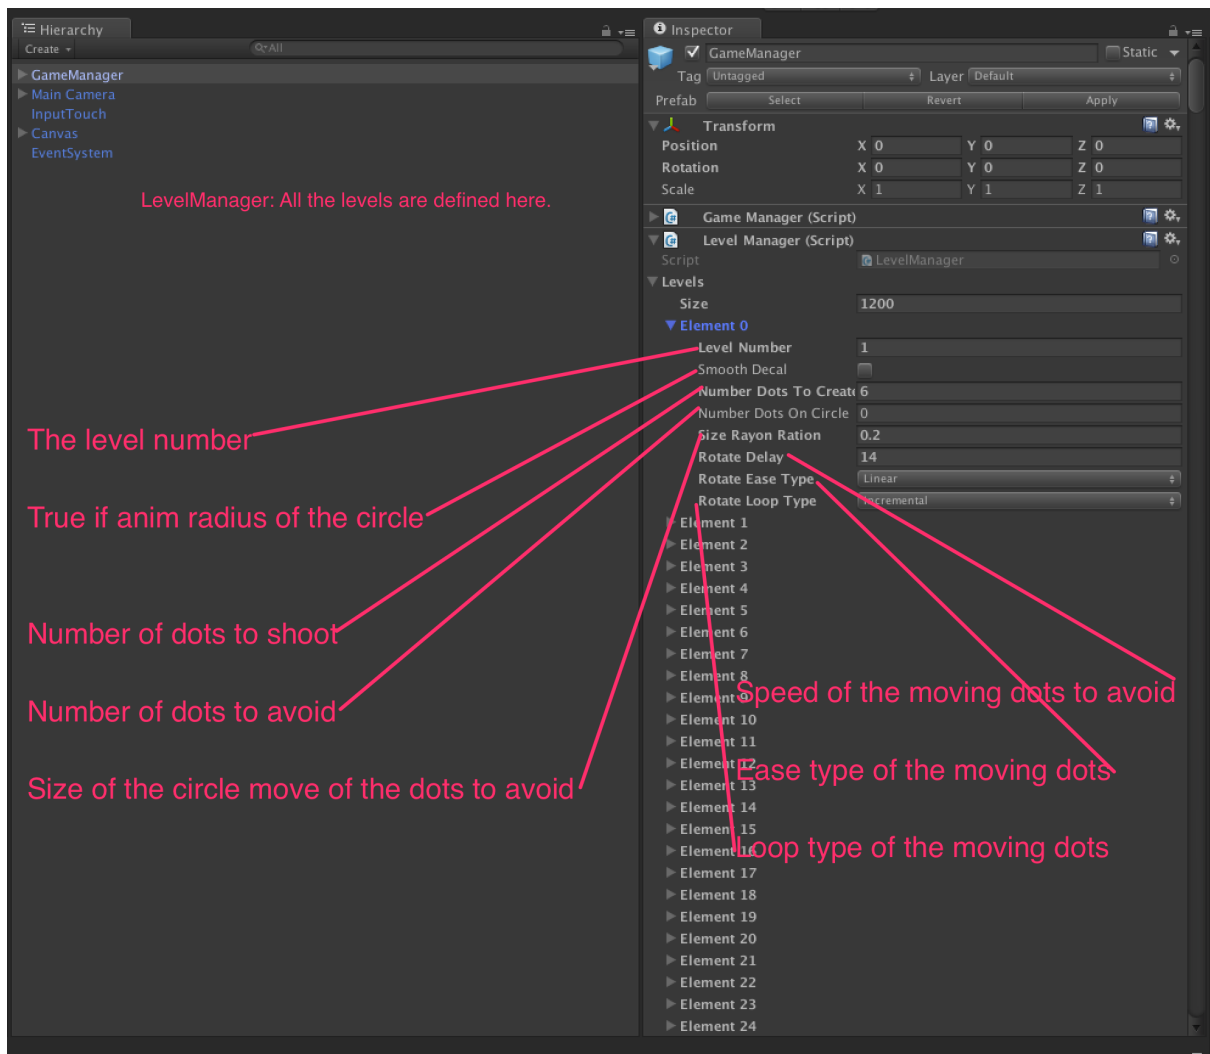 Hierarchy
Create
All
GameManager
Main Camera
InputTouch
Canvas
EventSystem
LevelManager: All the levels are defined here.
The level number
True if anim radius of the circle
Number of dots to shoot
Number of dots to avoid
Size of the circle move of the dots to avoid
Inspector
GameManager Static
Tag Untagged Layer Default
Prefab Select Revert Apply
Transform
Position X 0 Y 0 Z 0
Rotation X 0 Y 0 Z 0
Scale X 1 Y 1 Z 1
Game Manager (Script)
Level Manager (Script)
Script LevelManager
Levels
Size 1200
Element 0
Level Number 1
Smooth Decal
Number Dots To Create 6
Number Dots On Circle 0
Size Rayon Ration 0.2
Rotate Delay 14
Rotate Ease Type Linear
Rotate Loop Type Incremental
Element 1
Element 2
Element 3
Element 4
Element 5
Element 6
Element 7
Element 8
Speed of the moving dots to avoid
Element 9
Element 10
Element 11
Element 12
Ease type of the moving dots
Element 13
Element 14
Element 15
Element 16
Loop type of the moving dots
Element 17
Element 18
Element 19
Element 20
Element 21
Element 22
Element 23
Element 24